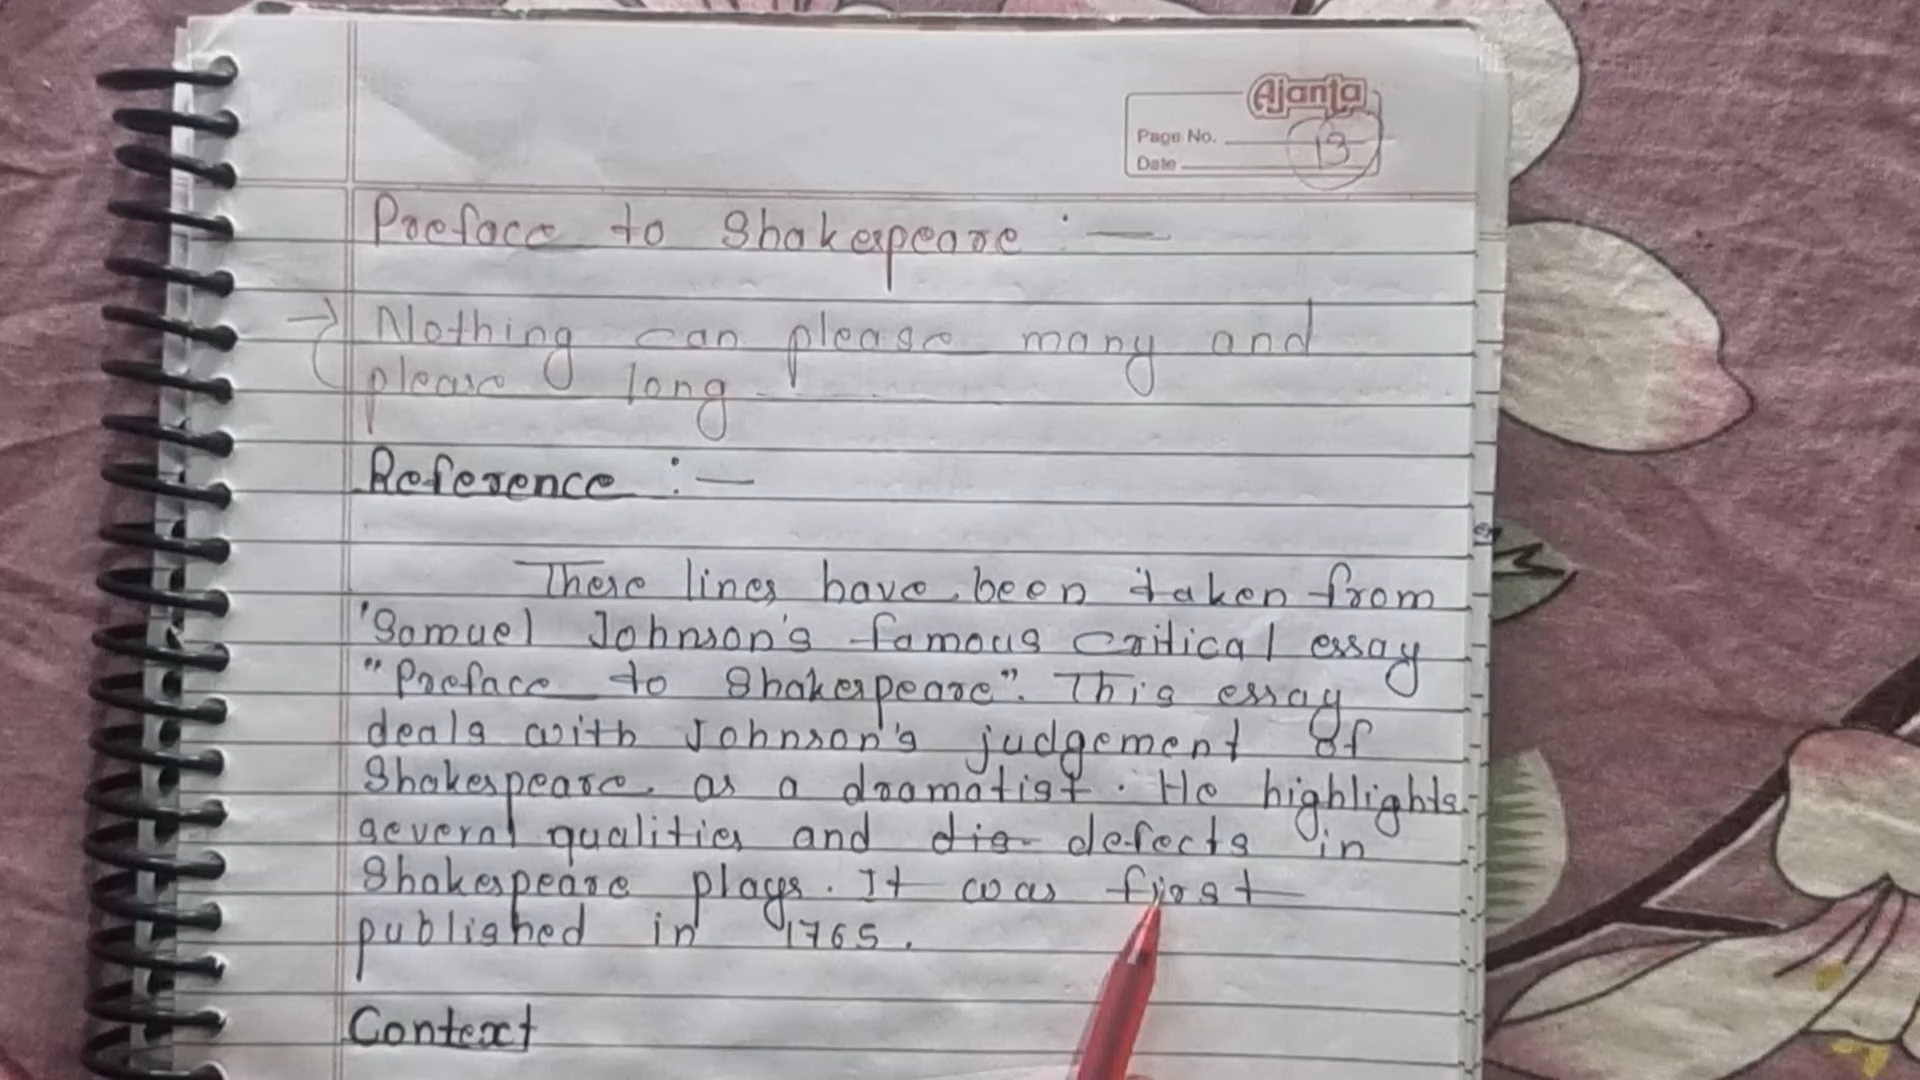 Ajanta
Page No. 13
Date
Preface to Shakespeare :—
→ Nothing can please many and
please long
Reference :—
These lines have been taken from
'Samuel Johnson's famous critical essay
"Preface to Shakespeare". This essay
deals with Johnson's judgement of
Shakespeare as a dramatist. He highlights
several qualities and dis defects in
Shakespeare plays. It was first
published in 1765.
Context